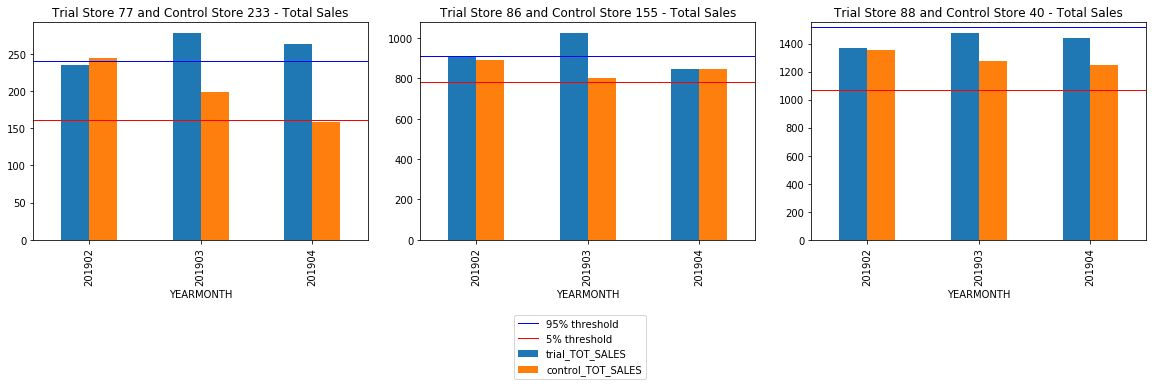 Trial Store 77 and Control Store 233 - Total Sales
250
200
150
100
50
0
201902
201903
201904
YEARMONTH
Trial Store 86 and Control Store 155 - Total Sales
1000
800
600
400
200
0
201902
201903
201904
YEARMONTH
Trial Store 88 and Control Store 40 - Total Sales
1400
1200
1000
800
600
400
200
0
201902
201903
201904
YEARMONTH
95% threshold
5% threshold
trial_TOT_SALES
control_TOT_SALES